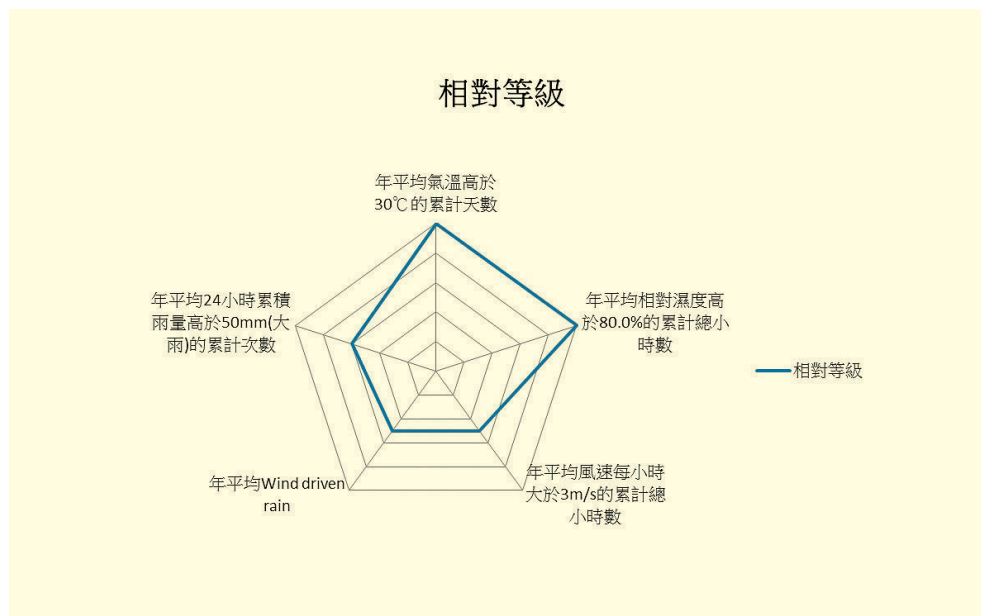 相對等級
年平均氣溫高於
30℃的累計天數
年平均相對濕度高
於80.0%的累計總小
時數
年平均風速每小時
大於3m/s的累計總
小時數
年平均Wind driven
rain
年平均24小時累積
雨量高於50mm(大
雨)的累計次數
相對等級